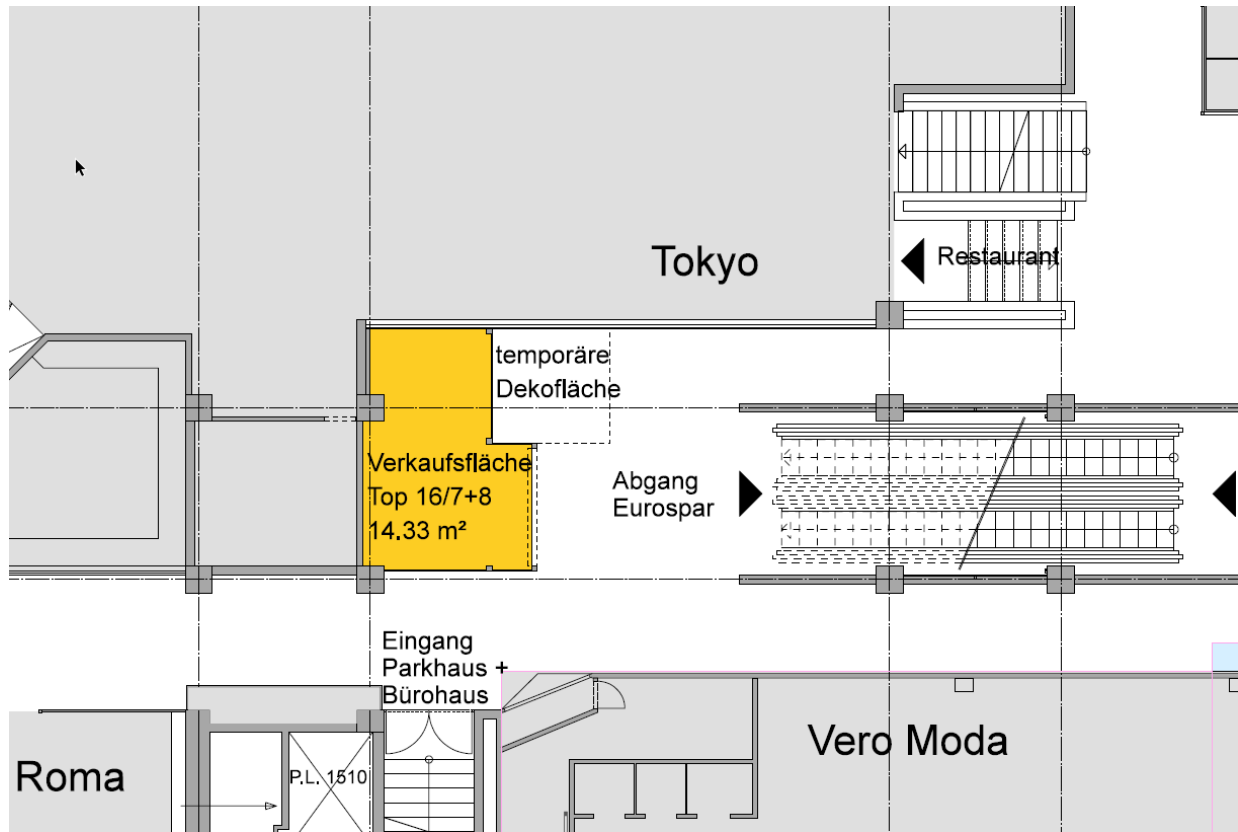 Tokyo
Restaurant
temporäre
Dekofläche
Verkaufsfläche
Top 16/7+8
14.33 m²
Abgang
Eurospar
Eingang
Parkhaus +
Bürohaus
Vero Moda
Roma
P.L. 1510